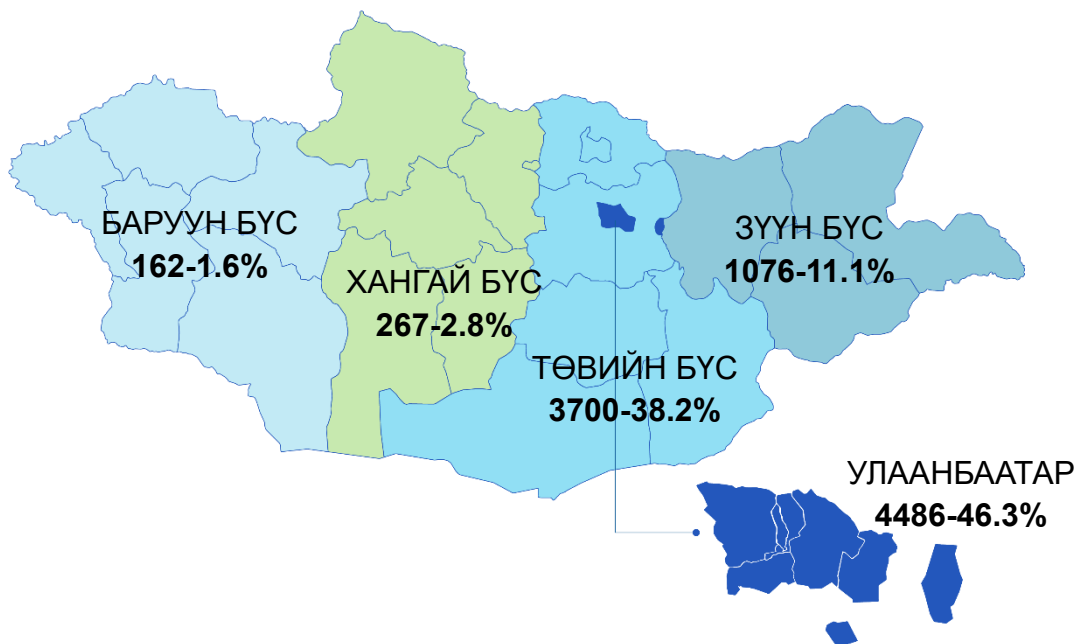 БАРУУН БҮС
162-1.6%
ХАНГАЙ БҮС
267-2.8%
ЗҮҮН БҮС
1076-11.1%
ТӨВИЙН БҮС
3700-38.2%
УЛААНБААТАР
4486-46.3%